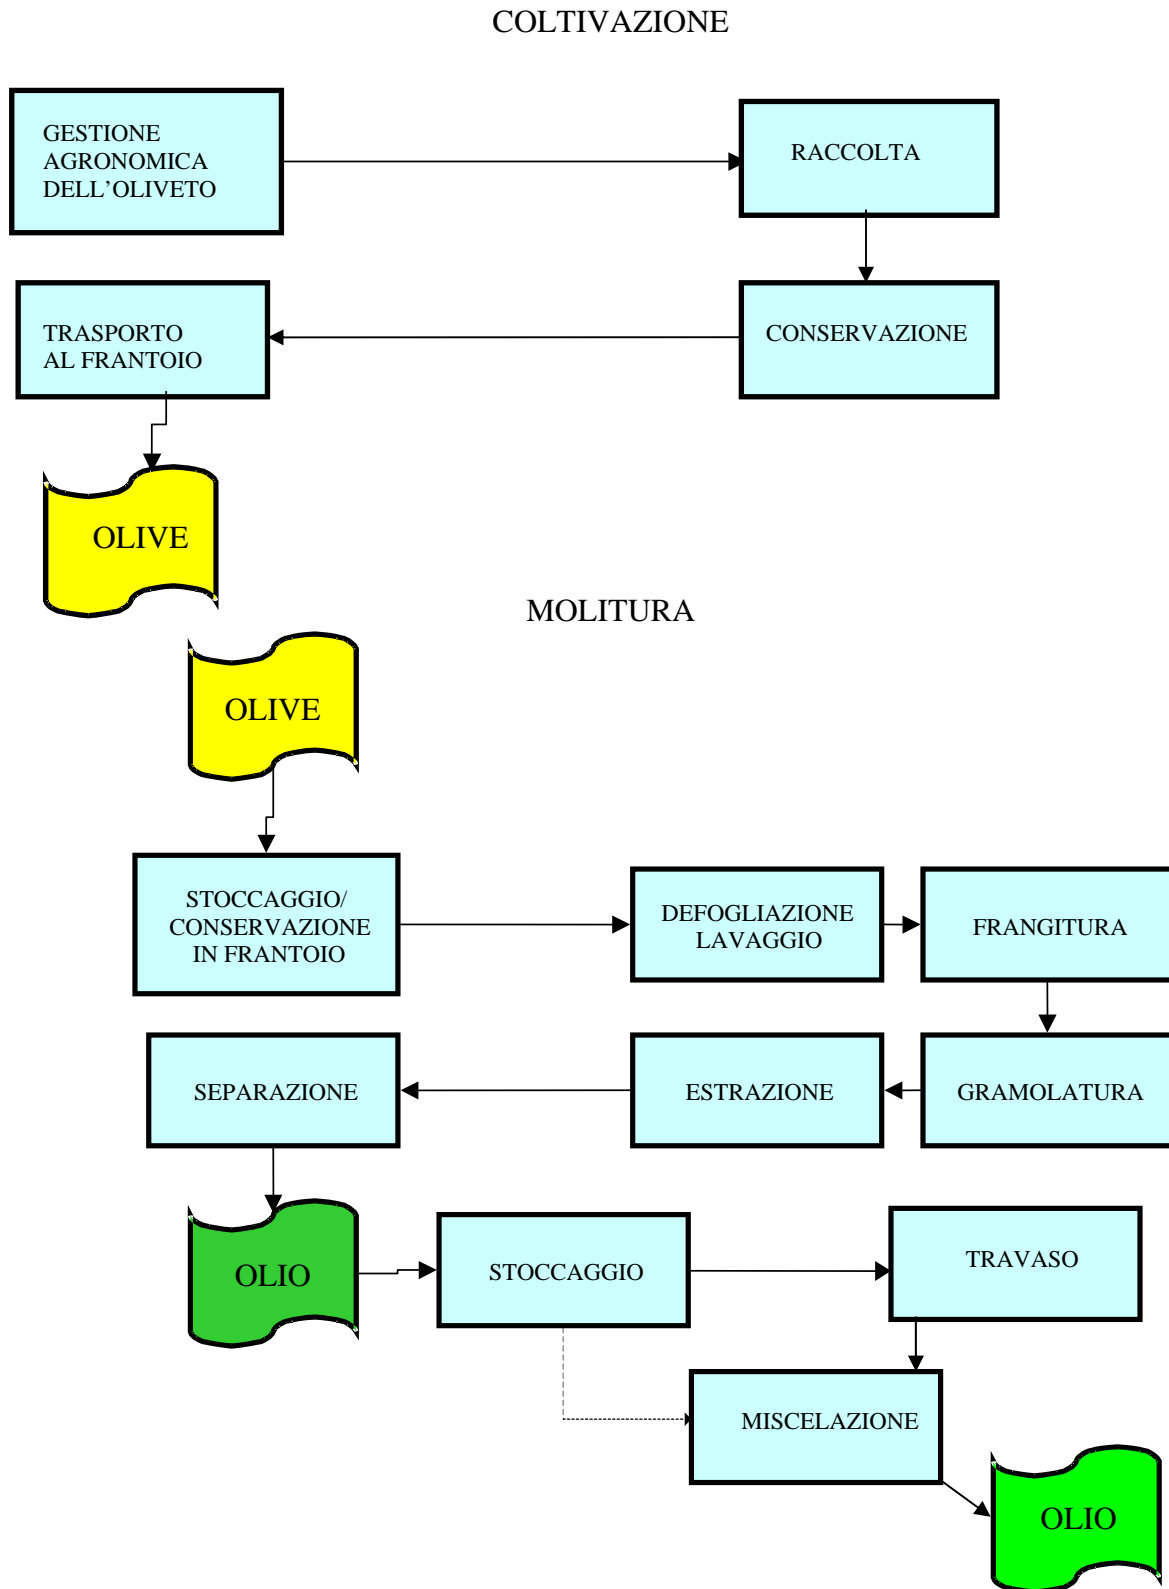 COLTIVAZIONE
GESTIONE
AGRONOMICA
DELL’OLIVETO
RACCOLTA
TRASPORTO
AL FRANTOIO
CONSERVAZIONE
OLIVE
MOLITURA
OLIVE
STOCCAGGIO/
CONSERVAZIONE
IN FRANTOIO
DEFOGLIAZIONE
LAVAGGIO
FRANGITURA
SEPARAZIONE
ESTRAZIONE
GRAMOLATURA
OLIO
STOCCAGGIO
TRAVASO
MISCELAZIONE
OLIO